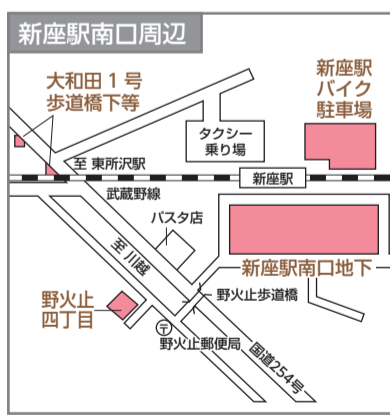 新座駅南口周辺
大和田１号
歩道橋下等
新座駅
バイク
駐車場
タクシー
乗り場
至 東所沢駅
新座駅
武蔵野線
パスタ店
至 川越
新座駅南口地下
野火止
四丁目
野火止歩道橋
〒
野火止郵便局
国道254号